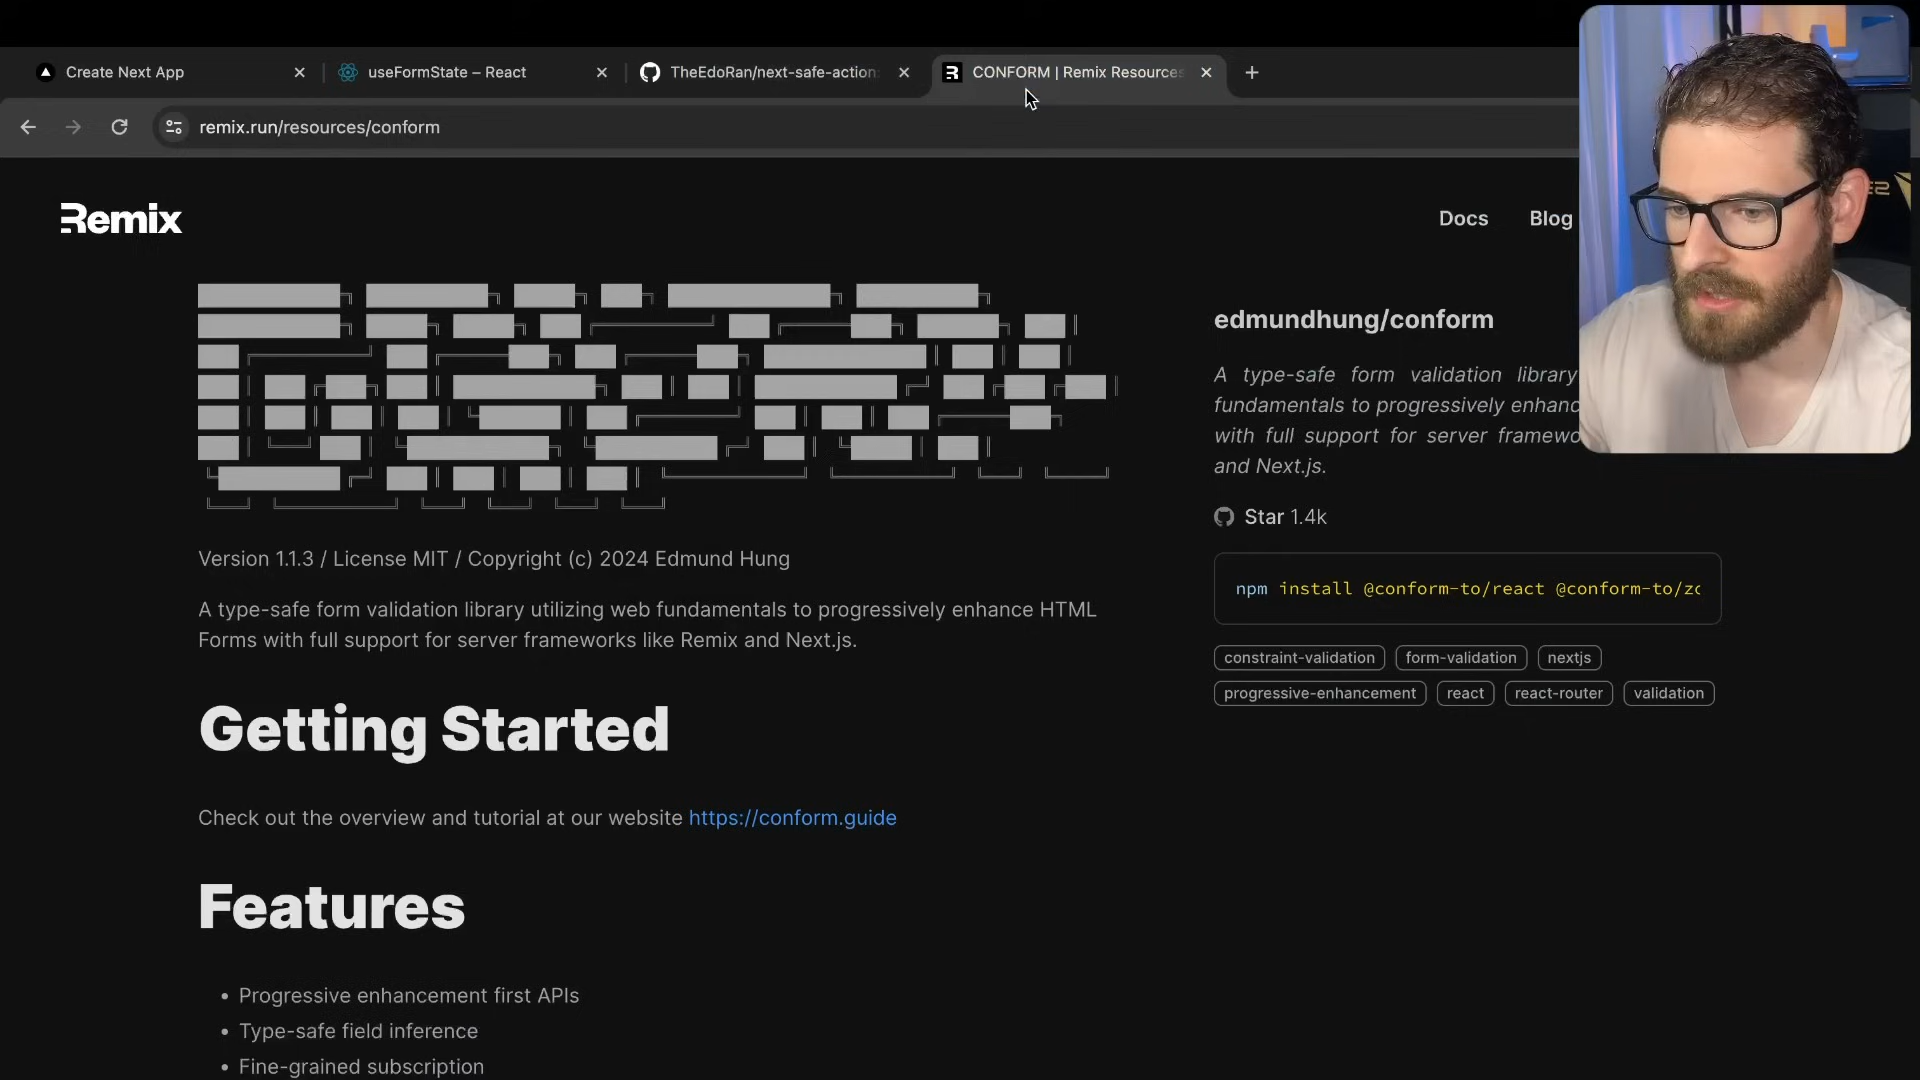 Create Next App
useFormState – React
TheEdoRan/next-safe-action
CONFORM | Remix Resources
remix.run/resources/conform
Remix
Docs
Blog
edmundhung/conform
A type-safe form validation library
fundamentals to progressively enhanc
with full support for server framewo
and Next.js.
Star 1.4k
npm install @conform-to/react @conform-to/zo
constraint-validation
form-validation
nextjs
progressive-enhancement
react
react-router
validation
Version 1.1.3 / License MIT / Copyright (c) 2024 Edmund Hung
A type-safe form validation library utilizing web fundamentals to progressively enhance HTML
Forms with full support for server frameworks like Remix and Next.js.
Getting Started
Check out the overview and tutorial at our website https://conform.guide
Features
• Progressive enhancement first APIs
• Type-safe field inference
• Fine-grained subscription